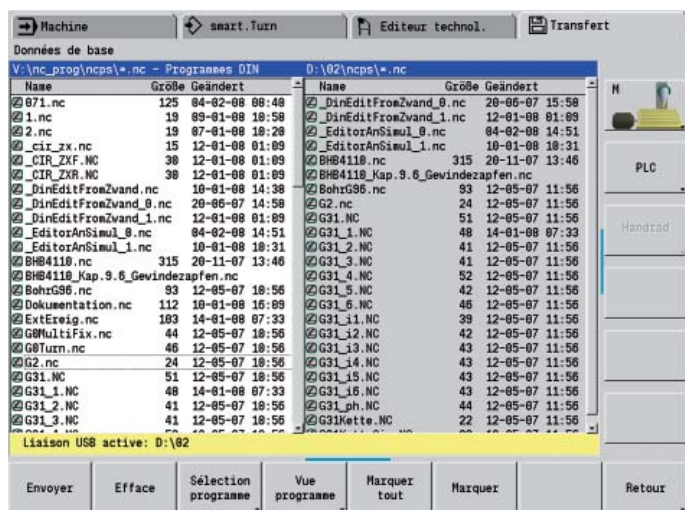 Machine
smart.Turn
Editeur technol.
Transfert
Données de base
V:\nc_prog\ncps\*.nc - Programmes DIN
Name Größe Geändert
071.nc 125 04-02-08 08:40
1.nc 19 09-01-08 10:58
2.nc 19 07-01-08 10:20
_cir_zx.nc 15 12-01-08 01:09
_CIR_ZXF.NC 30 12-01-08 01:09
_CIR_ZXR.NC 30 12-01-08 01:09
_DinEditFromZwand.nc 10-01-08 14:38
_DinEditFromZwand_0.nc 20-06-07 14:58
_DinEditFromZwand_1.nc 12-01-08 01:09
_EditorAnSimul_0.nc 04-02-08 14:51
_EditorAnSimul_1.nc 10-01-08 10:31
BHB4110.nc 315 20-11-07 13:46
BHB4110_Kap.9.6_Gewindezapfen.nc
BohrG96.nc 93 12-05-07 10:56
Dokumentation.nc 112 10-01-08 16:09
ExtEreig.nc 103 14-01-08 07:33
G0MultiFix.nc 44 12-05-07 10:56
G0Turn.nc 46 12-05-07 10:56
G2.nc 24 12-05-07 10:56
G31.NC 51 12-05-07 10:56
G31_1.NC 48 14-01-08 07:33
G31_2.NC 41 12-05-07 10:56
G31_3.NC 41 12-05-07 10:56
D:\02\ncps\*.nc
Name Größe Geändert
_DinEditFromZwand_0.nc 20-06-07 15:58
_DinEditFromZwand_1.nc 12-01-08 01:09
_EditorAnSimul_0.nc 04-02-08 14:51
_EditorAnSimul_1.nc 10-01-08 10:31
BHB4110.nc 315 20-11-07 13:46
BHB4110_Kap.9.6_Gewindezapfen.nc
BohrG96.nc 93 12-05-07 11:56
G2.nc 24 12-05-07 11:56
G31.NC 51 12-05-07 11:56
G31_1.NC 48 14-01-08 07:33
G31_2.NC 41 12-05-07 11:56
G31_3.NC 41 12-05-07 11:56
G31_4.NC 52 12-05-07 11:56
G31_5.NC 42 12-05-07 11:56
G31_6.NC 46 12-05-07 11:56
G31_i1.NC 39 12-05-07 11:56
G31_i2.NC 42 12-05-07 11:56
G31_i3.NC 43 12-05-07 11:56
G31_i4.NC 43 12-05-07 11:56
G31_i5.NC 43 12-05-07 11:56
G31_i6.NC 43 12-05-07 11:56
G31_ph.NC 44 12-05-07 11:56
G31Kette.NC 22 12-05-07 11:56
Liaison USB active: D:\02
M
PLC
Handrad
Envoyer
Efface
Sélection
programme
Vue
programme
Marquer
tout
Marquer
Retour